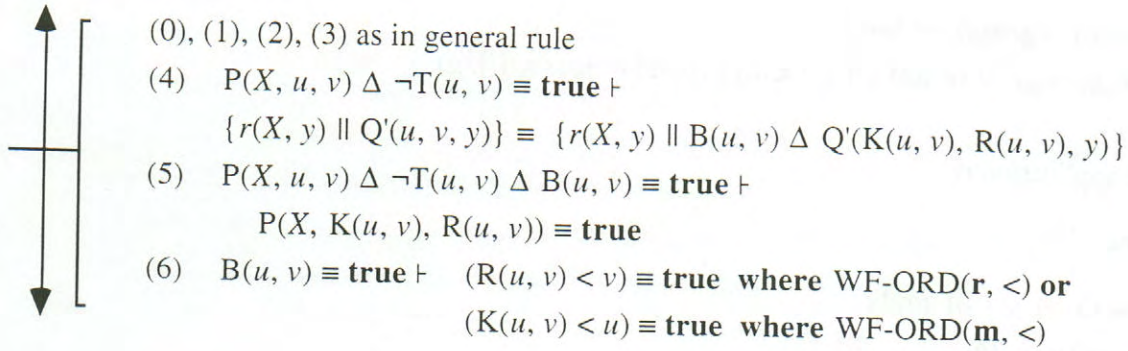 (0), (1), (2), (3) as in general rule
(4) P(X, u, v) Δ ¬T(u, v) ≡ true ⊢
{r(X, y) || Q'(u, v, y)} ≡ {r(X, y) || B(u, v) Δ Q'(K(u, v), R(u, v), y)}
(5) P(X, u, v) Δ ¬T(u, v) Δ B(u, v) ≡ true ⊢
P(X, K(u, v), R(u, v)) ≡ true
(6) B(u, v) ≡ true ⊢ (R(u, v) < v) ≡ true where WF-ORD(r, <) or
(K(u, v) < u) ≡ true where WF-ORD(m, <)